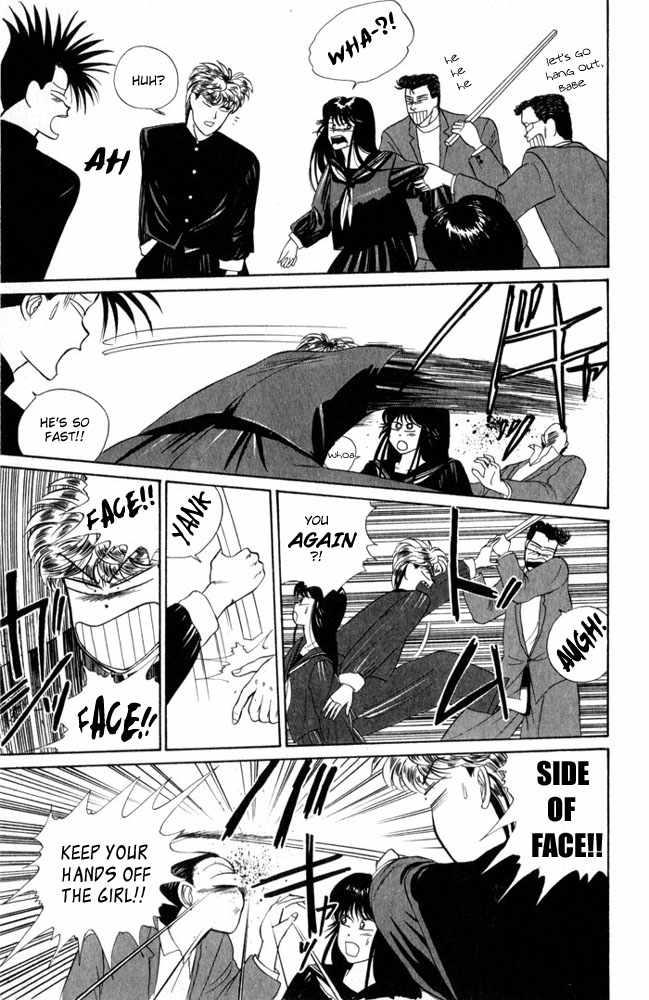 AH
HUH?
WHA-?!
he
he
he
let's go
hang out,
babe
HE'S SO
FAST!!
whoa..
FACE!!
FACE!!
YANK
YOU
AGAIN
?!
AUGH!
KEEP YOUR
HANDS OFF
THE GIRL!!
SIDE
OF
FACE!!